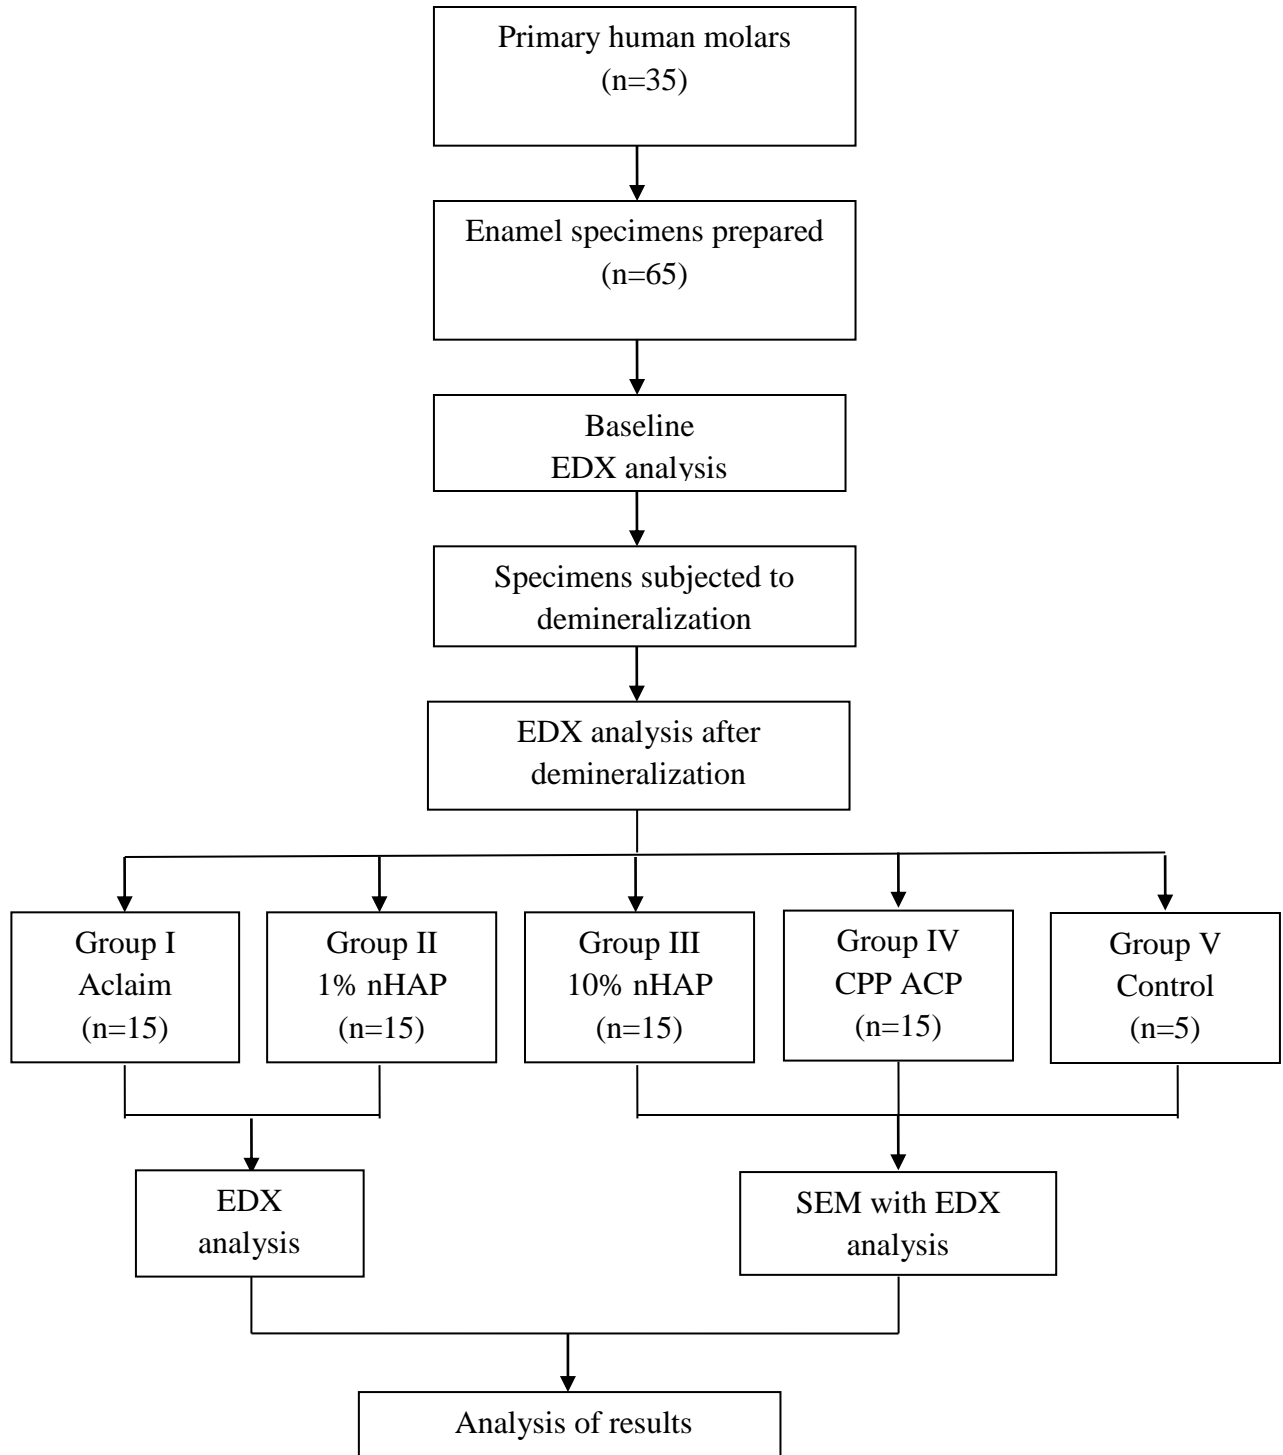 Primary human molars
(n=35)
Enamel specimens prepared
(n=65)
Baseline
EDX analysis
Specimens subjected to
demineralization
EDX analysis after
demineralization
Group I
Aclaim
(n=15)
Group II
1% nHAP
(n=15)
Group III
10% nHAP
(n=15)
Group IV
CPP ACP
(n=15)
Group V
Control
(n=5)
EDX
analysis
SEM with EDX
analysis
Analysis of results